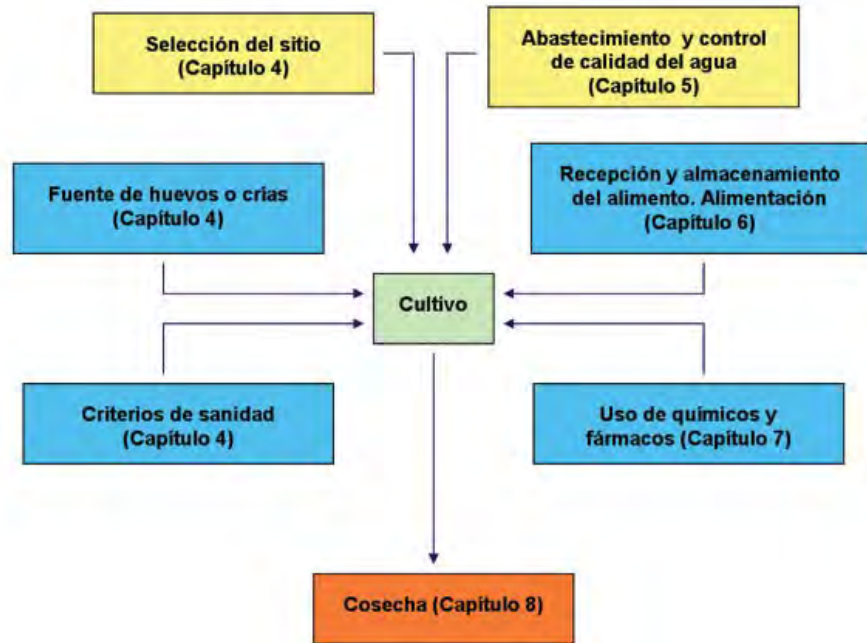 Selección del sitio
(Capítulo 4)
Abastecimiento y control
de calidad del agua
(Capítulo 5)
Fuente de huevos o crias
(Capítulo 4)
Recepción y almacenamiento
del alimento. Alimentación
(Capítulo 6)
Cultivo
Criterios de sanidad
(Capítulo 4)
Uso de químicos y
fármacos (Capítulo 7)
Cosecha (Capítulo 8)